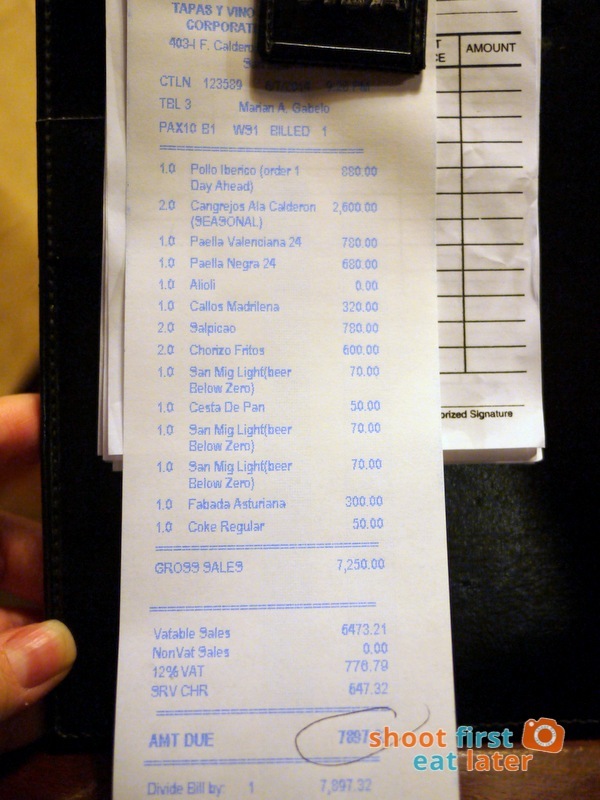 TAPAS Y VINO
CORPORATI
403-I F. Caldero
CTLN 123589
TBL 3 Marian A. Gabelo
PAX10 B1 W91 BILLED 1
1.0 Pollo Iberico (order 1 880.00
Day Ahead)
2.0 Cangrejos Ala Calderon 2,600.00
(SEASONAL)
1.0 Paella Valenciana 24 780.00
1.0 Paella Negra 24 680.00
1.0 Alioli 0.00
1.0 Callos Madrilena 320.00
2.0 Salpicao 780.00
2.0 Chorizo Fritos 600.00
1.0 San Mig Light(beer 70.00
Below Zero)
1.0 Cesta De Pan 50.00
1.0 San Mig Light(beer 70.00
Below Zero)
1.0 San Mig Light(beer 70.00
Below Zero)
1.0 Fabada Asturiana 300.00
1.0 Coke Regular 50.00
GROSS SALES 7,250.00
Vatable Sales 6473.21
NonVat Sales 0.00
12% VAT 776.79
SRV CHR 647.32
AMT DUE 7897
Divide Bill by: 1 7,897.32
T AMOUNT
CE
orized Signature
shoot first
eat later